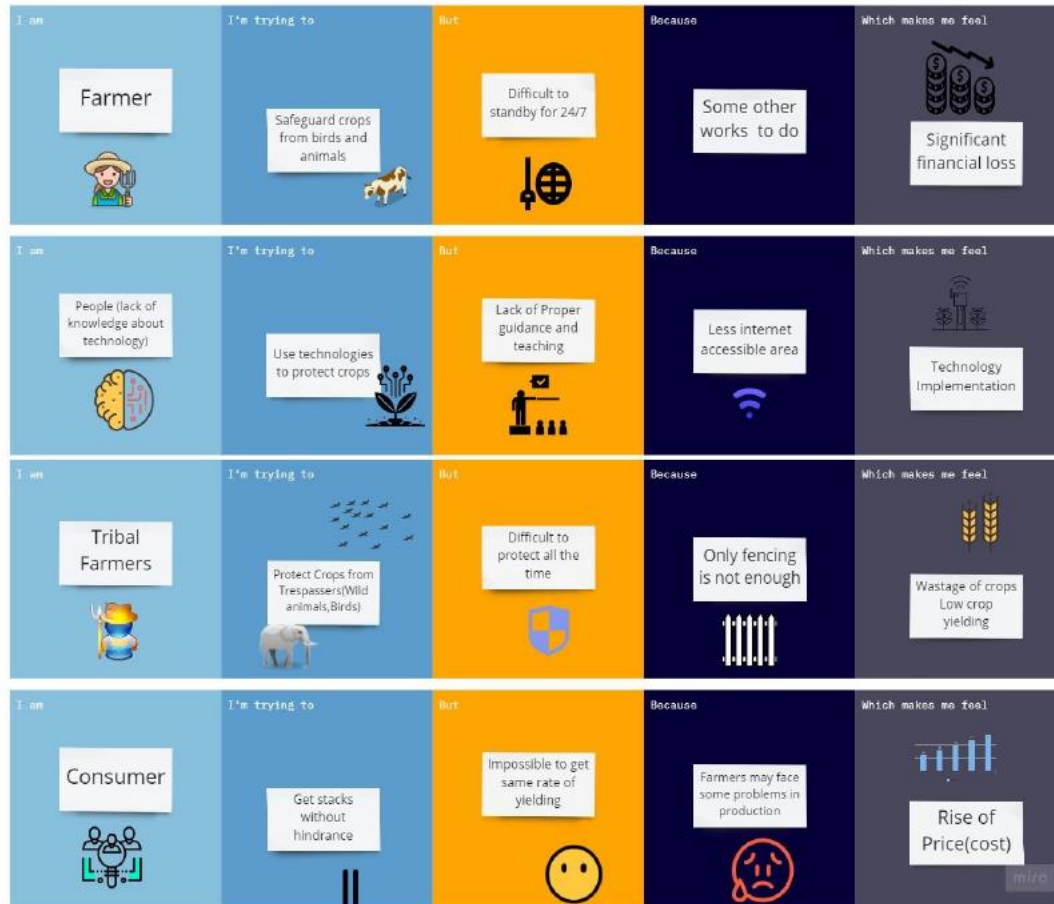 I am
I'm trying to
But
Because
Which makes me feel
Farmer
Safeguard crops
from birds and
animals
Difficult to
standby for 24/7
Some other
works to do
Significant
financial loss
I am
I'm trying to
But
Because
Which makes me feel
People (lack of
knowledge about
technology)
Use technologies
to protect crops
Lack of Proper
guidance and
teaching
Less internet
accessible area
Technology
Implementation
I am
I'm trying to
But
Because
Which makes me feel
Tribal
Farmers
Protect Crops from
Trespassers(Wild
animals,Birds)
Difficult to
protect all the
time
Only fencing
is not enough
Wastage of crops
Low crop
yielding
I am
I'm trying to
But
Because
Which makes me feel
Consumer
Get stacks
without
hindrance
Impossible to get
same rate of
yielding
Farmers may face
some problems in
production
Rise of
Price(cost)
miro